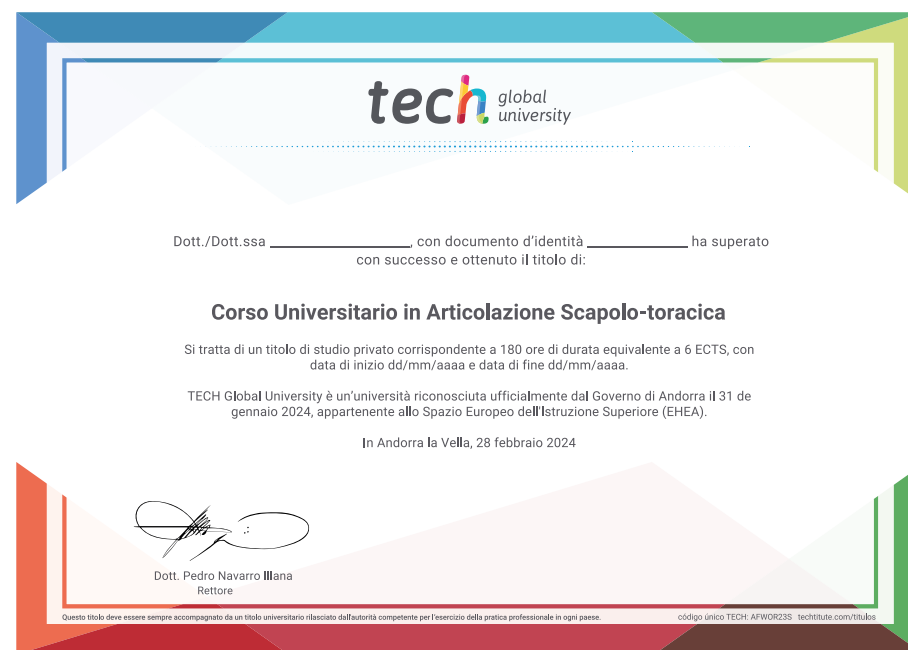 tech global university
Dott./Dott.ssa ________________, con documento d'identità ____________ ha superato
con successo e ottenuto il titolo di:
Corso Universitario in Articolazione Scapolo-toracica
Si tratta di un titolo di studio privato corrispondente a 180 ore di durata equivalente a 6 ECTS, con
data di inizio dd/mm/aaaa e data di fine dd/mm/aaaa.
TECH Global University è un'università riconosciuta ufficialmente dal Governo di Andorra il 31 de
gennaio 2024, appartenente allo Spazio Europeo dell'Istruzione Superiore (EHEA).
In Andorra la Vella, 28 febbraio 2024
Dott. Pedro Navarro Illana
Rettore
Questo titolo deve essere sempre accompagnato da un titolo universitario rilasciato dall'autorità competente per l'esercizio della pratica professionale in ogni paese.
código único TECH: AFWOR23S techtitute.com/titulos